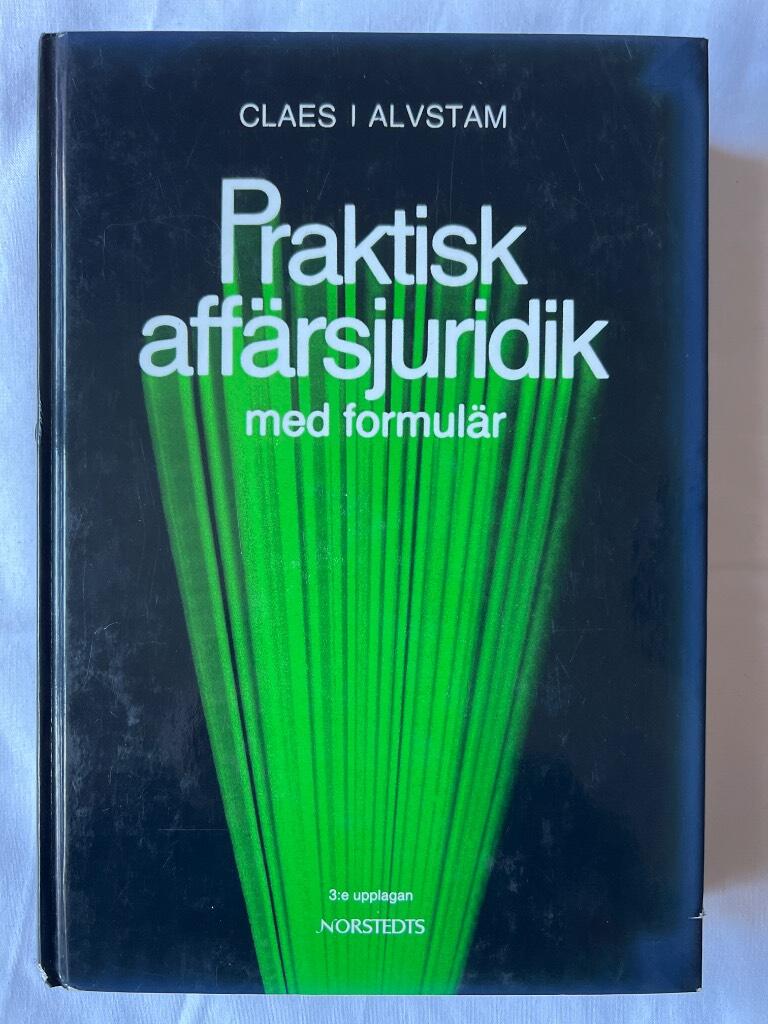 CLAES I ALVSTAM
Praktisk
affärsjuridik
med formulär
3:e upplagan
NORSTEDTS